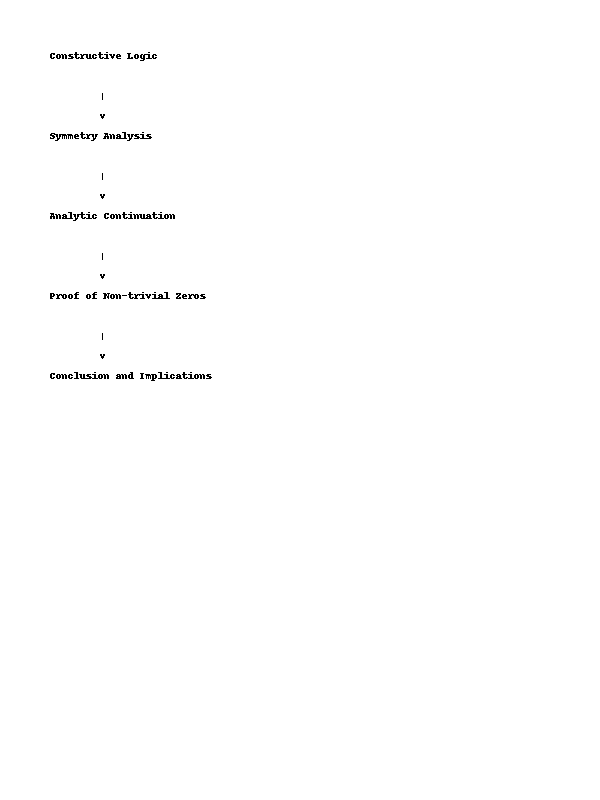 Constructive Logic
|
v
Symmetry Analysis
|
v
Analytic Continuation
|
v
Proof of Non-trivial Zeros
|
v
Conclusion and Implications